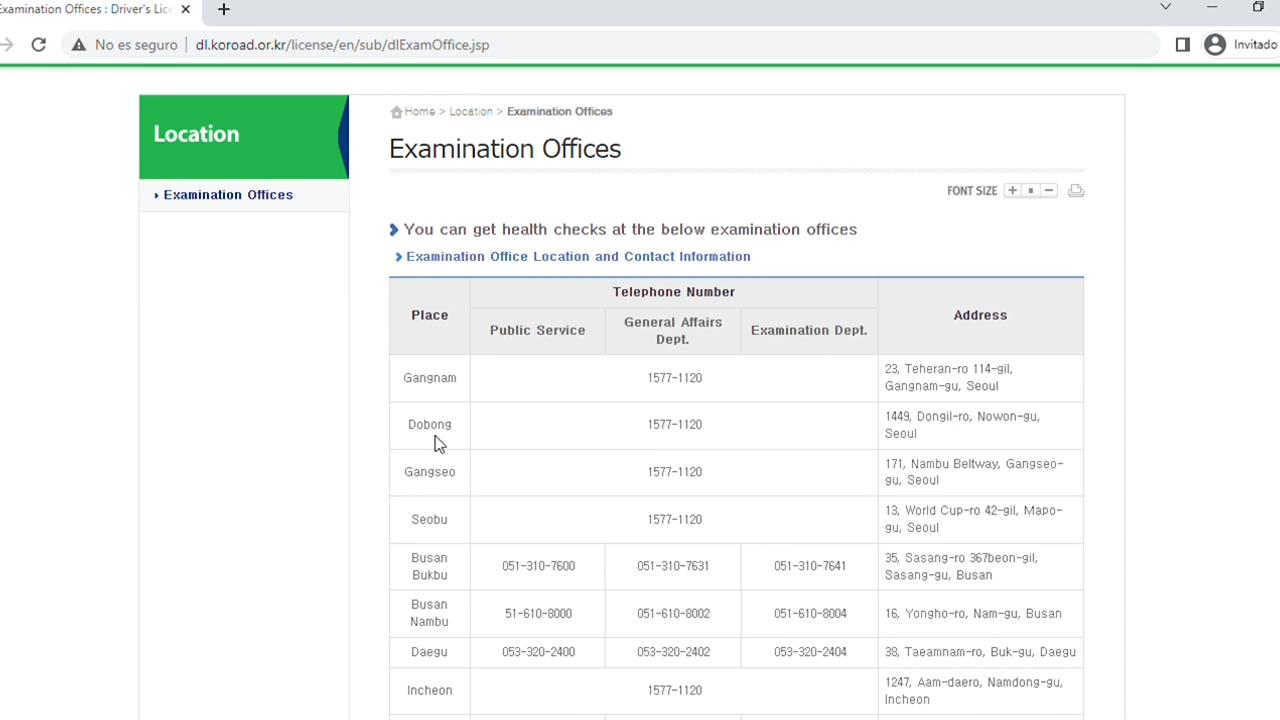 Examination Offices : Driver's Lice
No es seguro
dl.koroad.or.kr/license/en/sub/dlExamOffice.jsp
Invitado
Location
Examination Offices
Home > Location > Examination Offices
Examination Offices
FONT SIZE
You can get health checks at the below examination offices
Examination Office Location and Contact Information
Place
Telephone Number
Address
Public Service
General Affairs
Dept.
Examination Dept.
Gangnam
1577-1120
23, Teheran-ro 114-gil,
Gangnam-gu, Seoul
Dobong
1577-1120
1449, Dongil-ro, Nowon-gu,
Seoul
Gangseo
1577-1120
171, Nambu Beltway, Gangseo-
gu, Seoul
Seobu
1577-1120
13, World Cup-ro 42-gil, Mapo-
gu, Seoul
Busan
Bukbu
051-310-7600
051-310-7631
051-310-7641
35, Sasang-ro 367beon-gil,
Sasang-gu, Busan
Busan
Nambu
51-610-8000
051-610-8002
051-610-8004
16, Yongho-ro, Nam-gu, Busan
Daegu
053-320-2400
053-320-2402
053-320-2404
38, Taeamnam-ro, Buk-gu, Daegu
Incheon
1577-1120
1247, Aam-daero, Namdong-gu,
Incheon